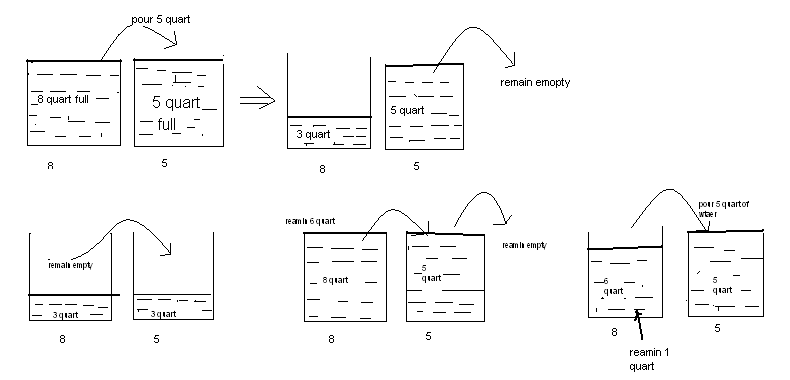 pour 5 quart
8 quart full
5 quart
full
8
5
3 quart
5 quart
remain emopty
8
5
remain empty
3 quart
3 quart
8
5
reamin 6 quart
8 quart
5
quart
reamin empty
8
5
pour 5 quart of
wtaer
6
quart
5
quart
8
5
reamin 1
quart